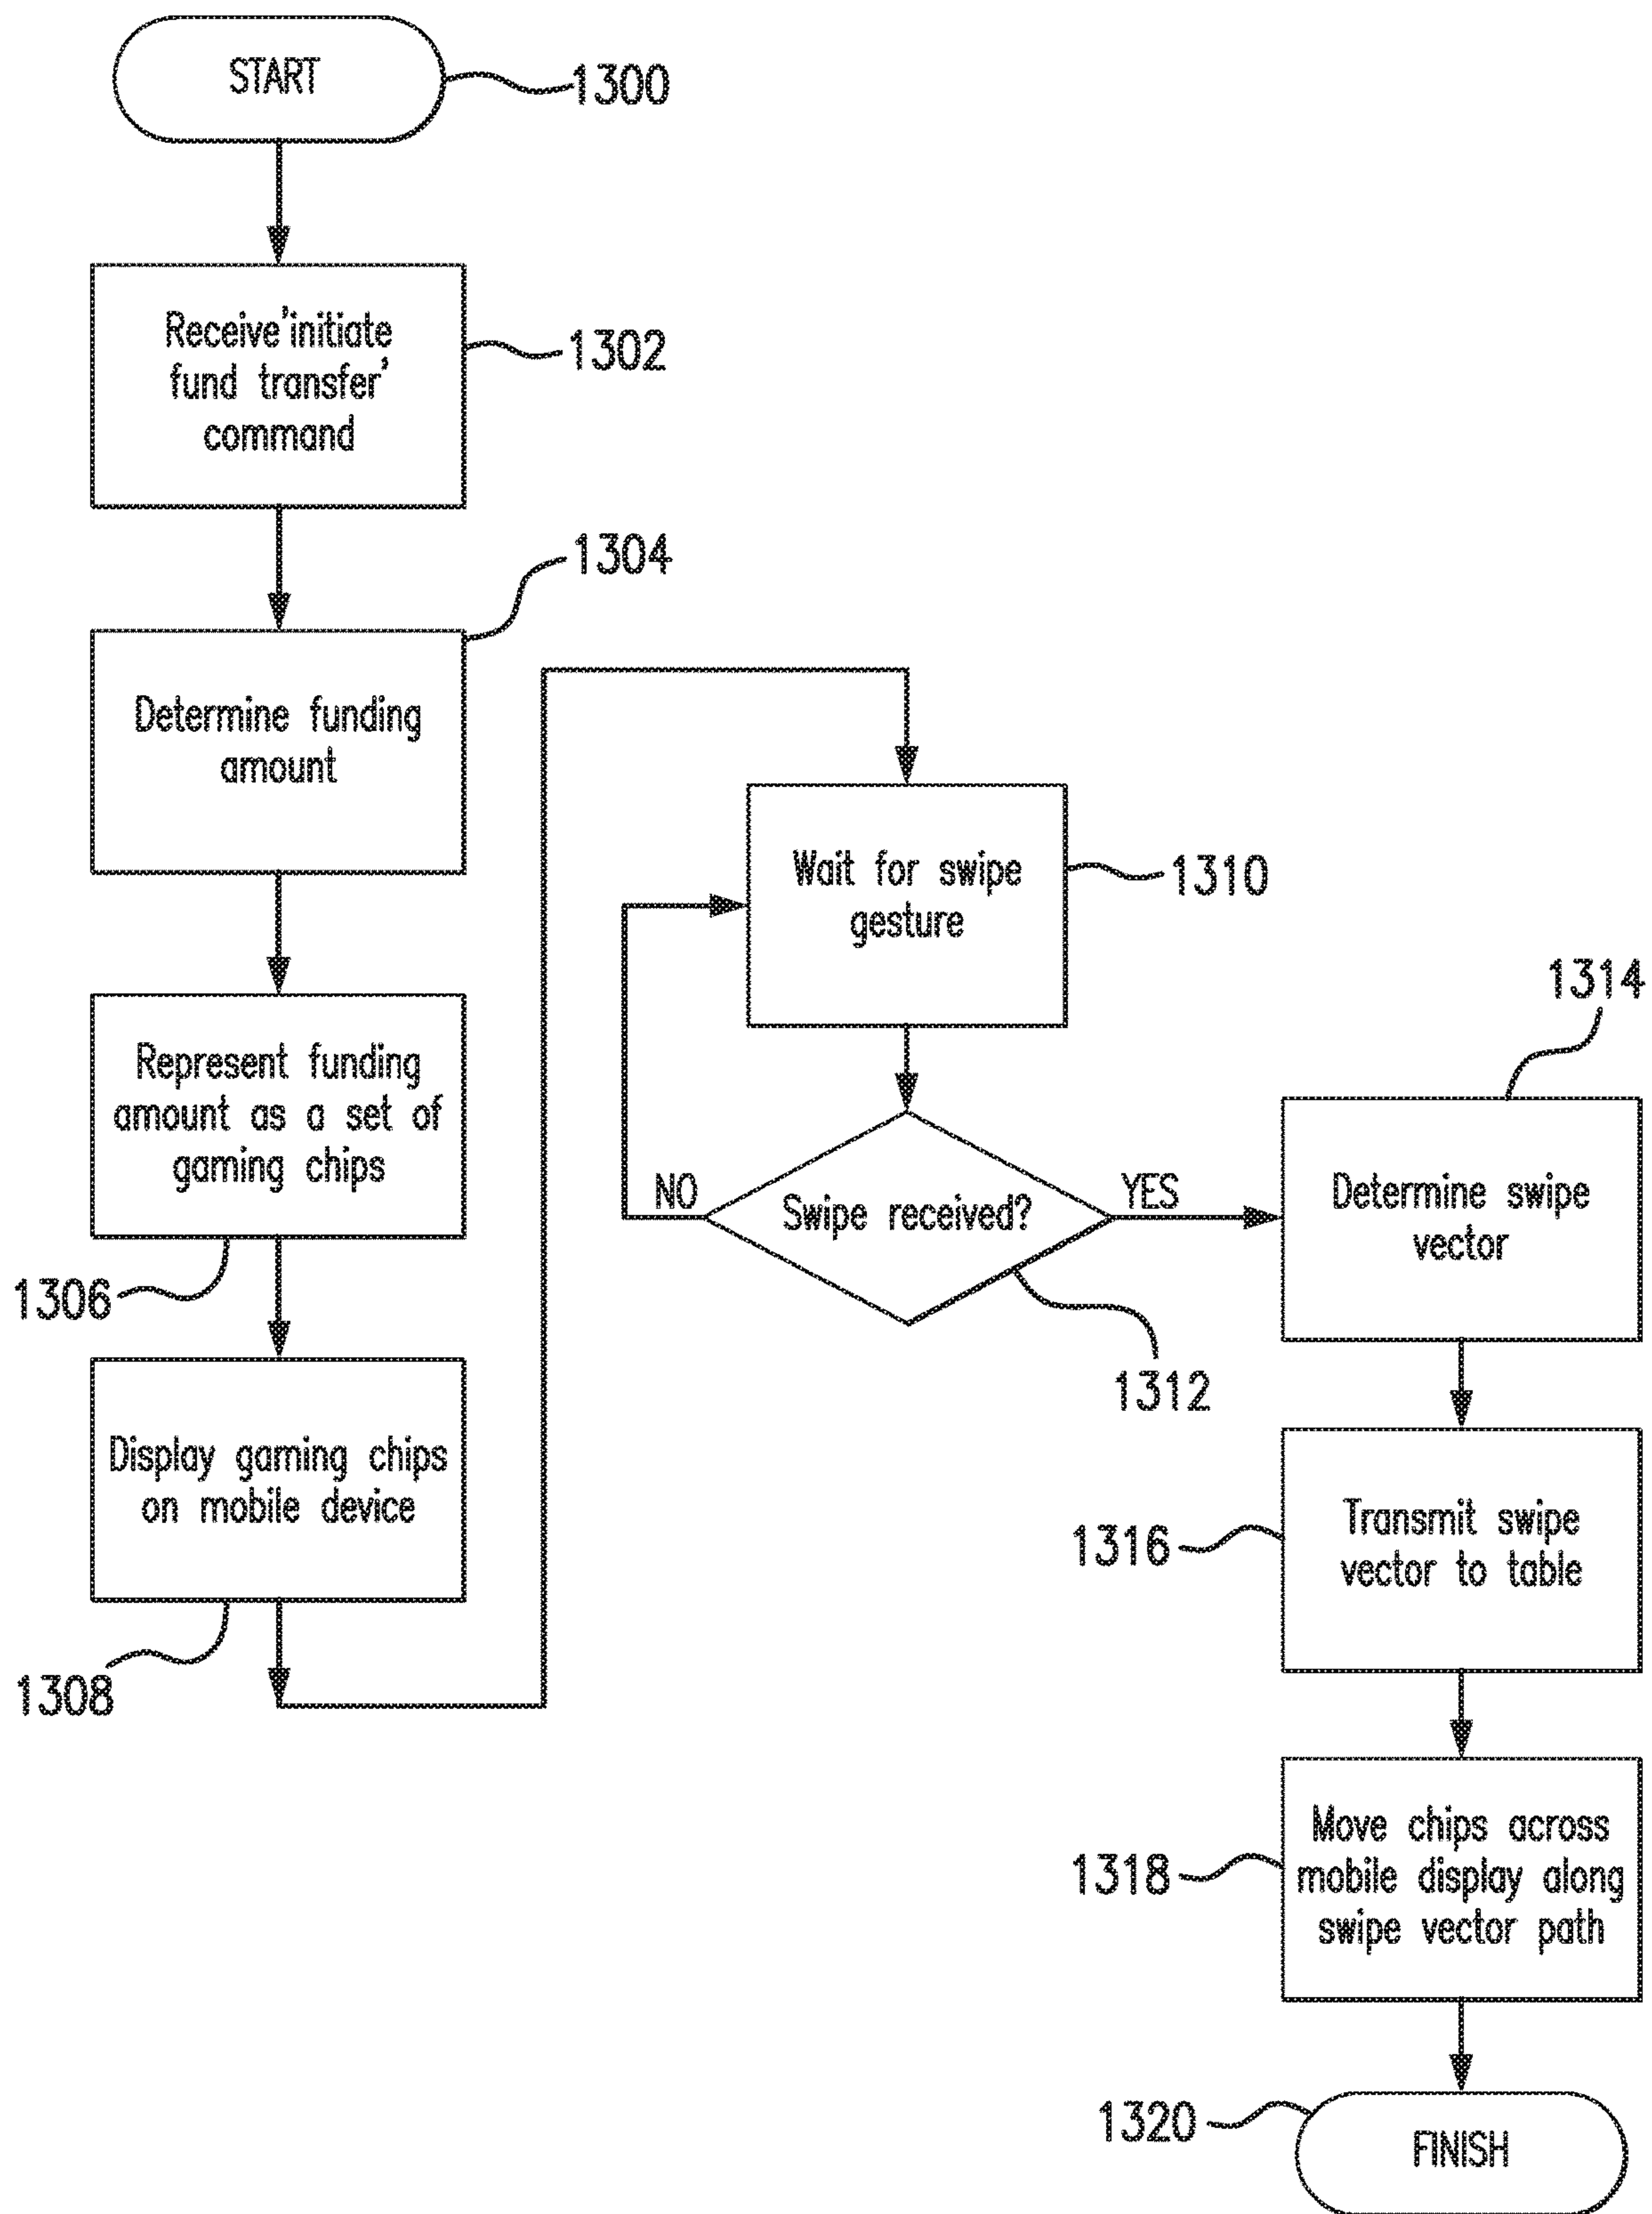 START
1300
Receive 'initiate
fund transfer'
command
1302
1304
Determine funding
amount
Represent funding
amount as a set of
gaming chips
1306
Display gaming chips
on mobile device
1308
Wait for swipe
gesture
1310
NO
Swipe received?
YES
1312
1314
Determine swipe
vector
1316
Transmit swipe
vector to table
1318
Move chips across
mobile display along
swipe vector path
1320
FINISH